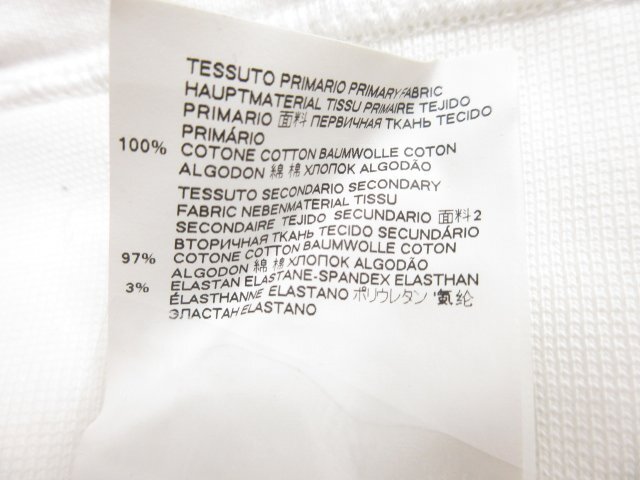 TESSUTO PRIMARIO PRIMARY FABRIC
HAUPTMATERIAL TISSU PRIMAIRE TEJIDO
PRIMARIO 面料 ПЕРВИЧНАЯ ТКАНЬ TECIDO
PRIMÁRIO
100% COTONE COTTON BAUMWOLLE COTON
ALGODON 綿 棉 ХЛОПОК ALGODÃO
TESSUTO SECONDARIO SECONDARY
FABRIC NEBENMATERIAL TISSU
SECONDAIRE TEJIDO SECUNDARIO 面料2
ВТОРИЧНАЯ ТКАНЬ TECIDO SECUNDÁRIO
97% COTONE COTTON BAUMWOLLE COTON
ALGODON 綿 棉 ХЛОПОК ALGODÃO
3% ELASTAN ELASTANE-SPANDEX ELASTHAN
ÉLASTHANNE ELASTANO ポリウレタン '氨纶
ЭЛАСТАН ELASTANO